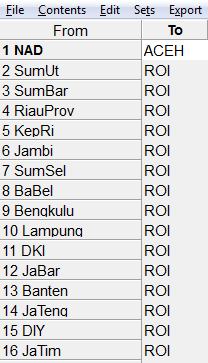 File Contents Edit Sets Export
From To
1 NAD ACEH
2 SumUt ROI
3 SumBar ROI
4 RiauProv ROI
5 KepRi ROI
6 Jambi ROI
7 SumSel ROI
8 BaBel ROI
9 Bengkulu ROI
10 Lampung ROI
11 DKI ROI
12 JaBar ROI
13 Banten ROI
14 JaTeng ROI
15 DIY ROI
16 JaTim ROI